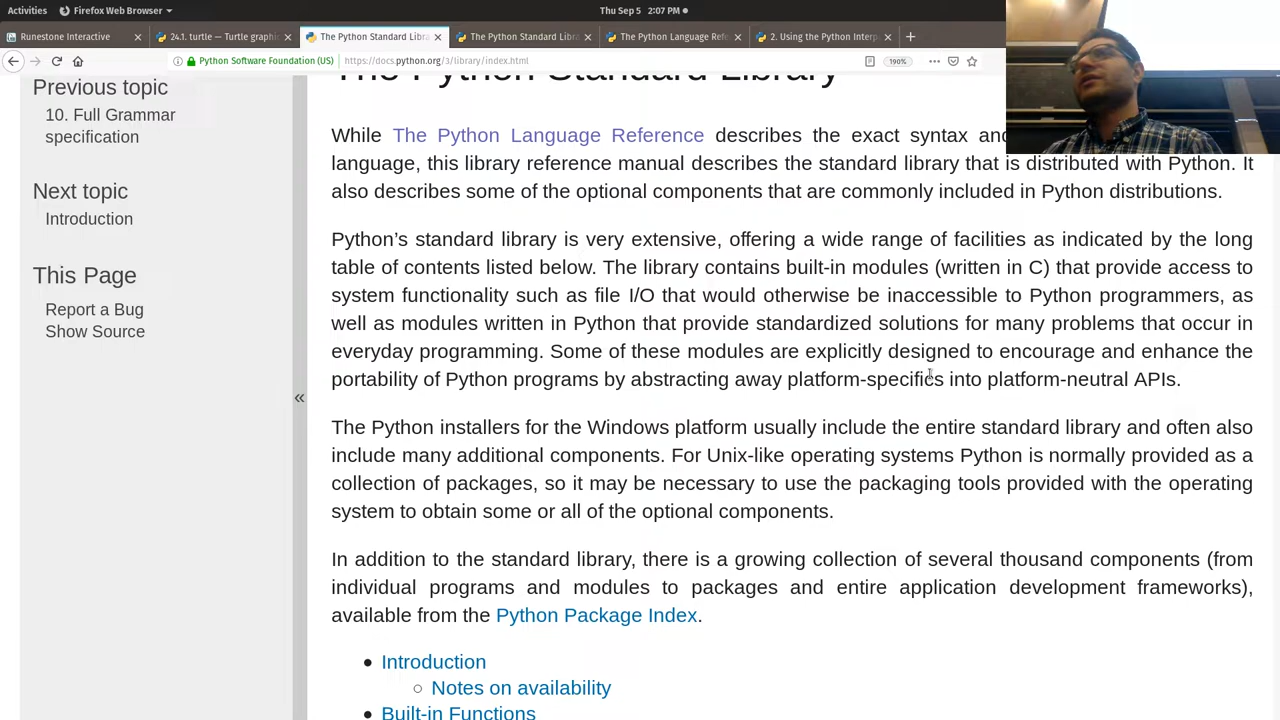 Activities Firefox Web Browser Thu Sep 5 2:07 PM
Runestone Interactive 24.1. turtle — Turtle graphi The Python Standard Libra The Python Standard Libra The Python Language Refe 2. Using the Python Interp
Python Software Foundation (US) https://docs.python.org/3/library/index.html 190%
The Python Standard Library
Previous topic
10. Full Grammar
specification
Next topic
Introduction
This Page
Report a Bug
Show Source
«
While The Python Language Reference describes the exact syntax and
language, this library reference manual describes the standard library that is distributed with Python. It
also describes some of the optional components that are commonly included in Python distributions.
Python’s standard library is very extensive, offering a wide range of facilities as indicated by the long
table of contents listed below. The library contains built-in modules (written in C) that provide access to
system functionality such as file I/O that would otherwise be inaccessible to Python programmers, as
well as modules written in Python that provide standardized solutions for many problems that occur in
everyday programming. Some of these modules are explicitly designed to encourage and enhance the
portability of Python programs by abstracting away platform-specifics into platform-neutral APIs.
The Python installers for the Windows platform usually include the entire standard library and often also
include many additional components. For Unix-like operating systems Python is normally provided as a
collection of packages, so it may be necessary to use the packaging tools provided with the operating
system to obtain some or all of the optional components.
In addition to the standard library, there is a growing collection of several thousand components (from
individual programs and modules to packages and entire application development frameworks),
available from the Python Package Index.
Introduction
Notes on availability
Built-in Functions